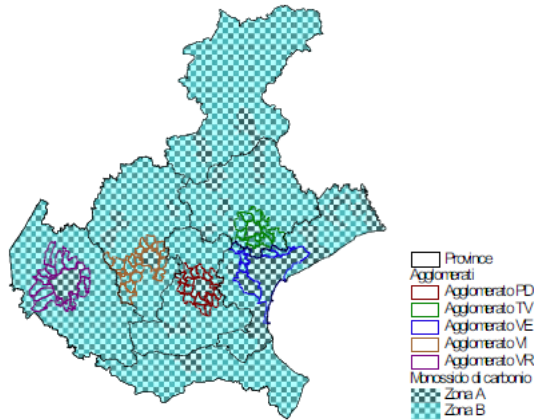 Province
Agglomerati
Agglomerato PD
Agglomerato TV
Agglomerato VE
Agglomerato VI
Agglomerato VR
Monossido di carbonio
Zona A
Zona B